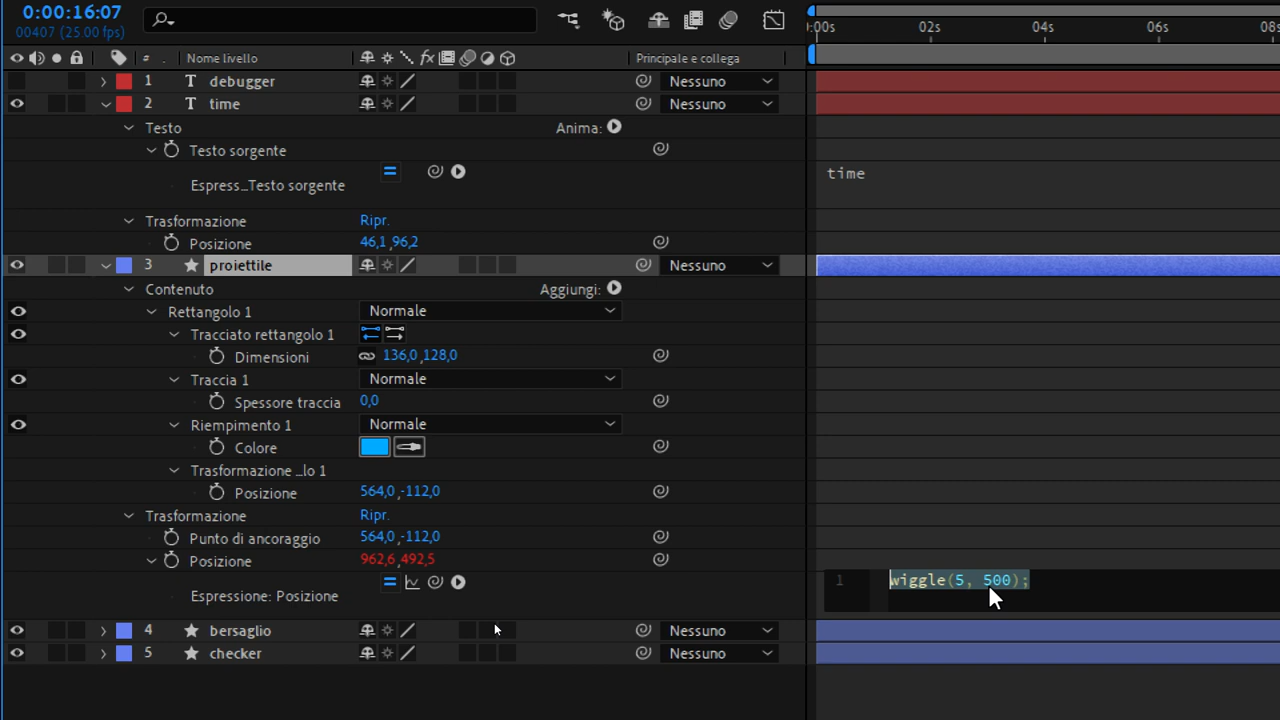 0:00:16:07
00407 (25.00 fps)
:00s 02s 04s 06s 08s
# . Nome livello fx Principale e collega
1 T debugger Nessuno
2 T time Nessuno
Testo Anima:
Testo sorgente
Espress_Testo sorgente time
Trasformazione Ripr.
Posizione 46,1 ,96,2
3 proiettile Nessuno
Contenuto Aggiungi:
Rettangolo 1 Normale
Tracciato rettangolo 1
Dimensioni 136,0 ,128,0
Traccia 1 Normale
Spessore traccia 0,0
Riempimento 1 Normale
Colore
Trasformazione _lo 1
Posizione 564,0 ,-112,0
Trasformazione Ripr.
Punto di ancoraggio 564,0 ,-112,0
Posizione 962,6 ,492,5
1 wiggle(5, 500);
Espressione: Posizione
4 bersaglio Nessuno
5 checker Nessuno